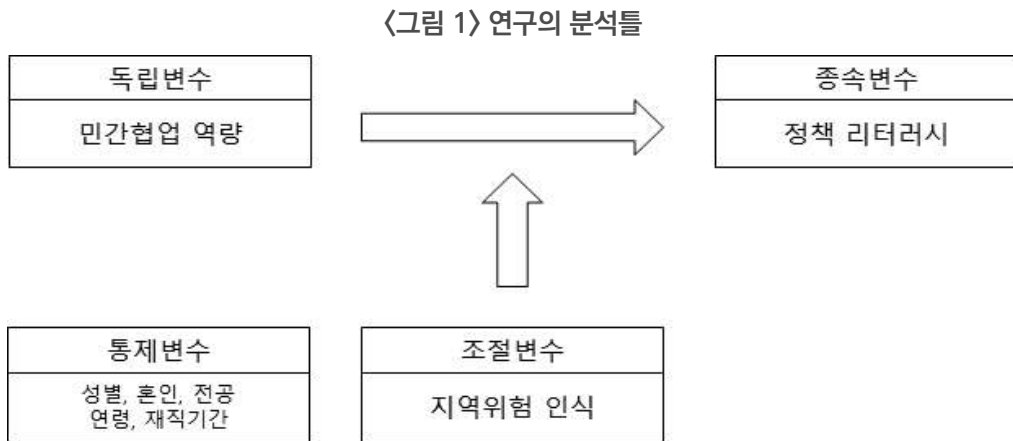 〈그림 1〉 연구의 분석틀
독립변수
민간협업 역량
종속변수
정책 리터러시
통제변수
성별, 혼인, 전공
연령, 재직기간
조절변수
지역위험 인식